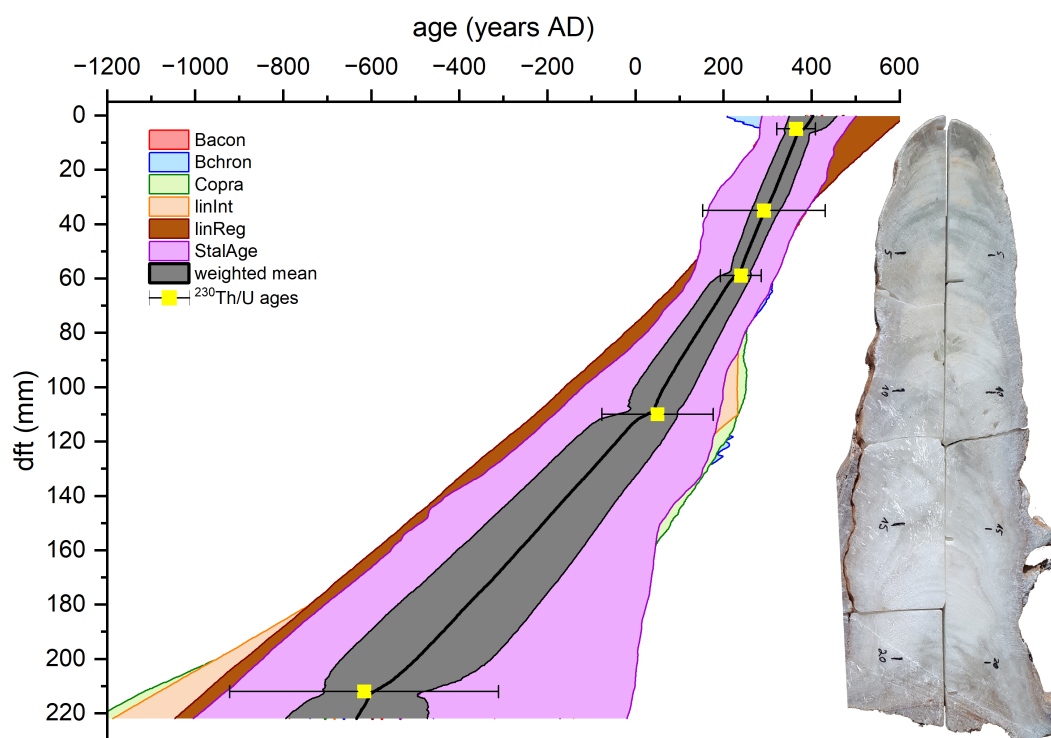 age (years AD)
−1200 −1000 −800 −600 −400 −200 0 200 400 600
dft (mm)
0
20
40
60
80
100
120
140
160
180
200
220
Bacon
Bchron
Copra
linInt
linReg
StalAge
weighted mean
²³⁰Th/U ages
5 5
10 10
15 15
20 20